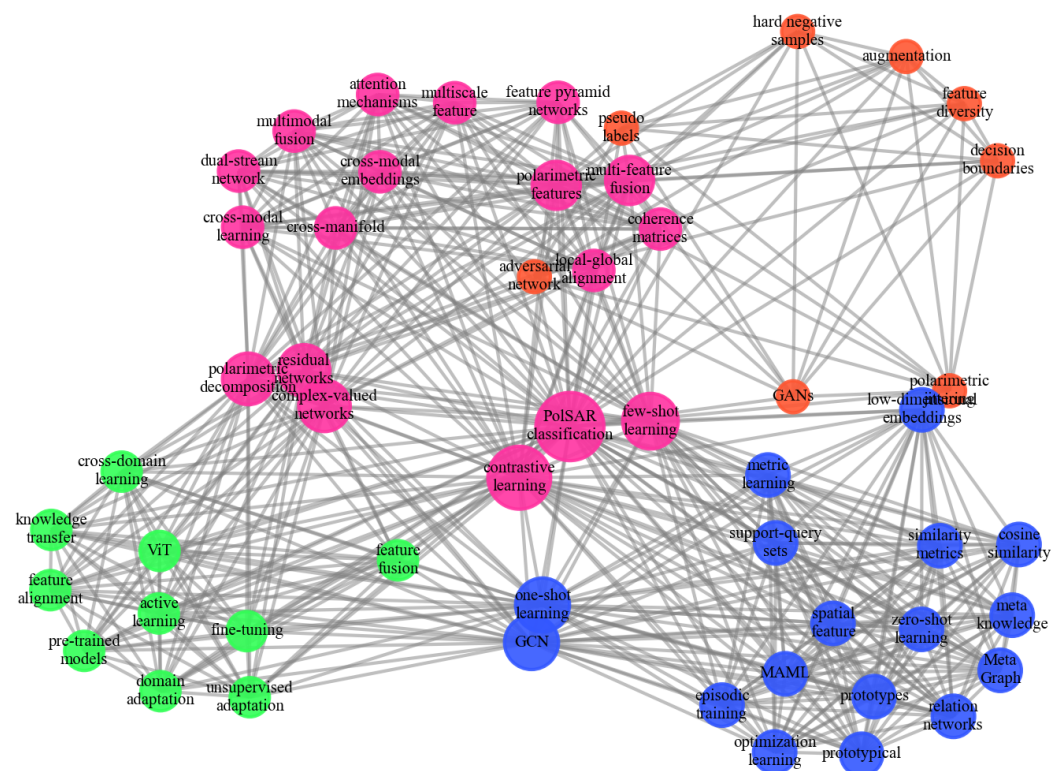 hard negative
samples
augmentation
attention
mechanisms
multiscale
feature
feature pyramid
networks
feature
diversity
multimodal
fusion
pseudo
labels
decision
boundaries
dual-stream
network
cross-modal
embeddings
polarimetric
features
multi-feature
fusion
cross-modal
learning
cross-manifold
coherence
matrices
adversarial
network
local-global
alignment
polarimetric
decomposition
residual
networks
complex-valued
networks
GANs
polarimetric
low-dimensional
embeddings
PolSAR
classification
few-shot
learning
contrastive
learning
cross-domain
learning
metric
learning
knowledge
transfer
ViT
feature
fusion
support-query
sets
similarity
metrics
cosine
similarity
feature
alignment
active
learning
fine-tuning
one-shot
learning
GCN
spatial
feature
zero-shot
learning
meta
knowledge
pre-trained
models
MAML
Meta
Graph
domain
adaptation
unsupervised
adaptation
episodic
training
prototypes
relation
networks
optimization
learning
prototypical